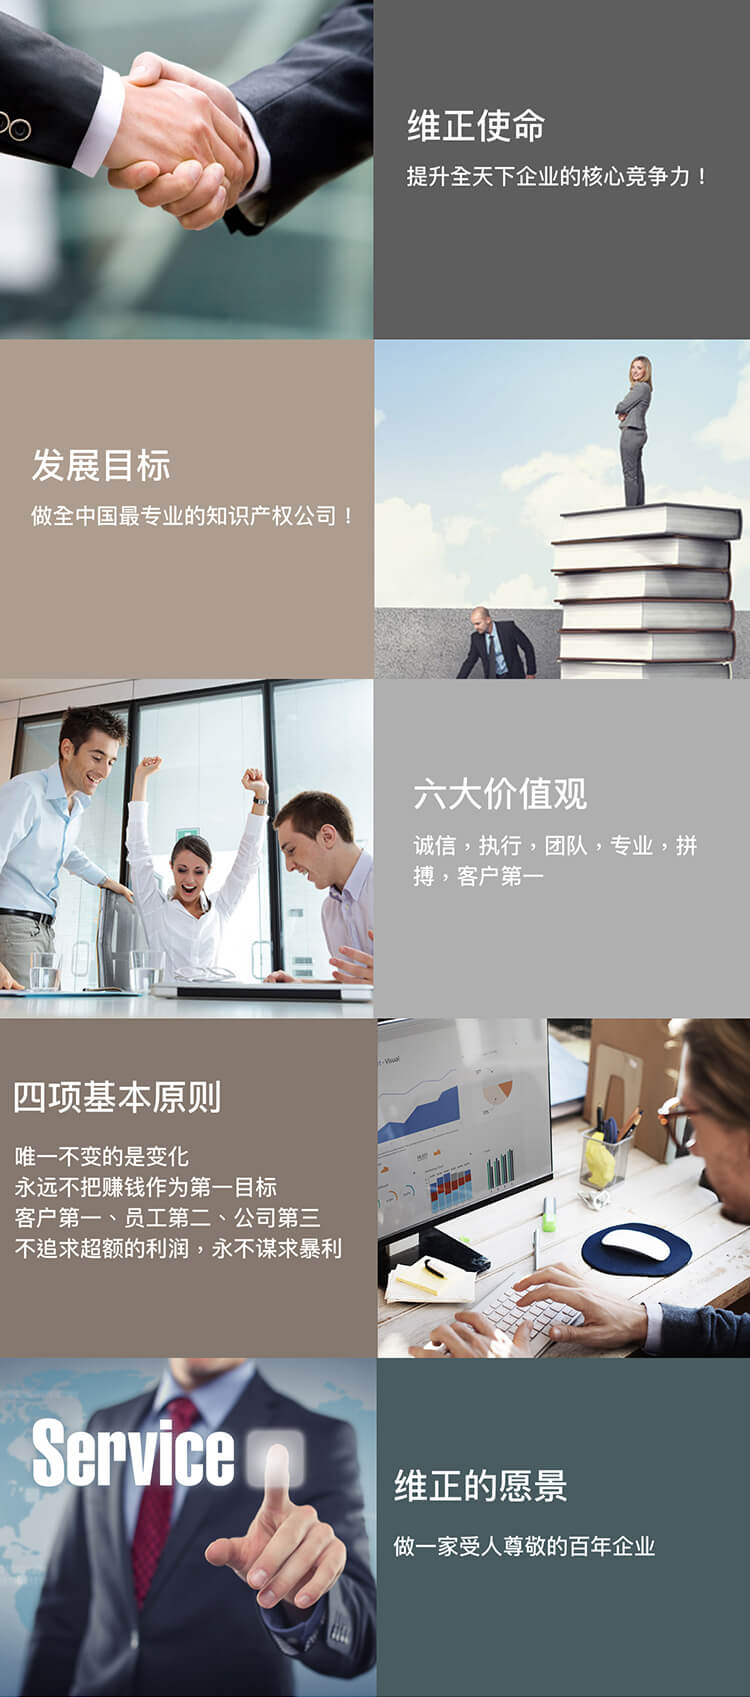 维正使命
提升全天下企业的核心竞争力！
发展目标
做全中国最专业的知识产权公司！
六大价值观
诚信，执行，团队，专业，拼
搏，客户第一
四项基本原则
唯一不变的是变化
永远不把赚钱作为第一目标
客户第一、员工第二、公司第三
不追求超额的利润，永不谋求暴利
Service
维正的愿景
做一家受人尊敬的百年企业